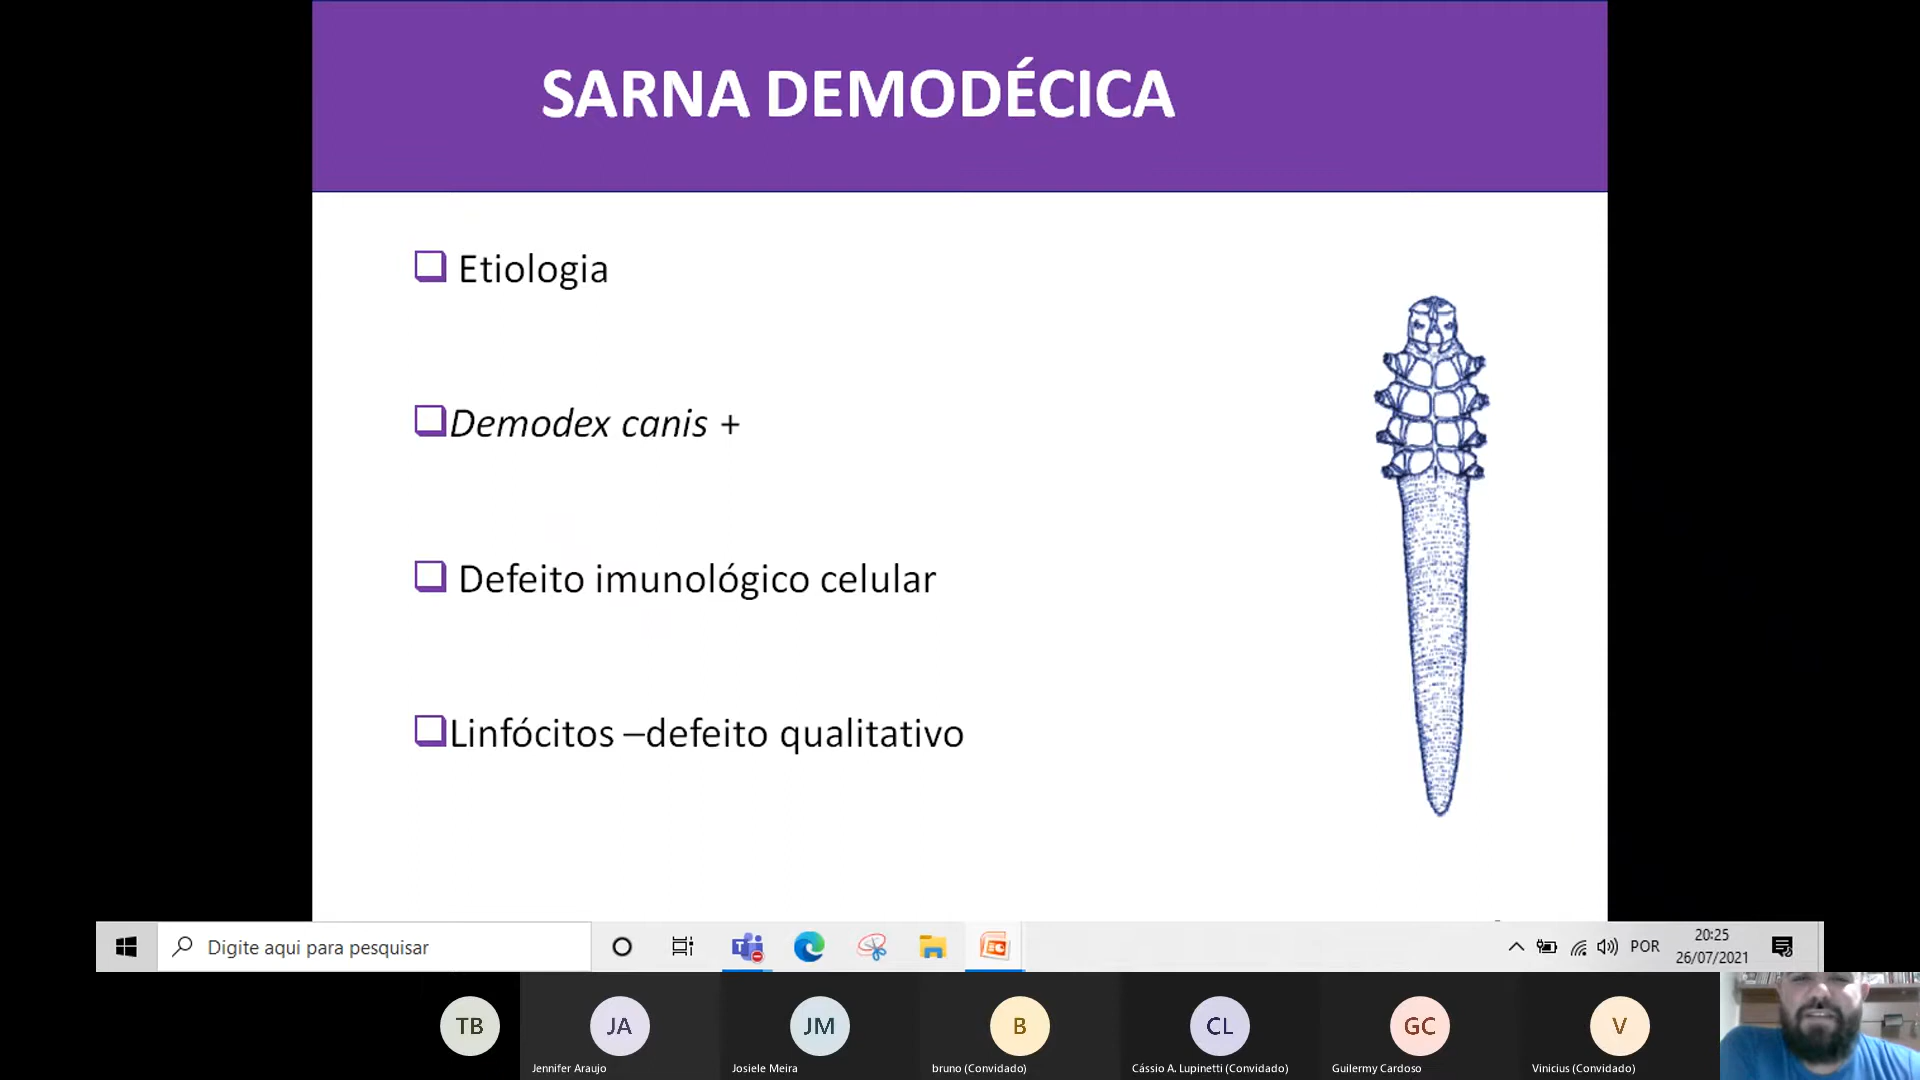 SARNA DEMODÉCICA
Etiologia
Demodex canis +
Defeito imunológico celular
Linfócitos –defeito qualitativo
Digite aqui para pesquisar
POR
20:25
26/07/2021
TB
JA
JM
B
CL
GC
V
Jennifer Araujo
Josiele Meira
bruno (Convidado)
Cássio A. Lupinetti (Convidado)
Guilermy Cardoso
Vinicius (Convidado)